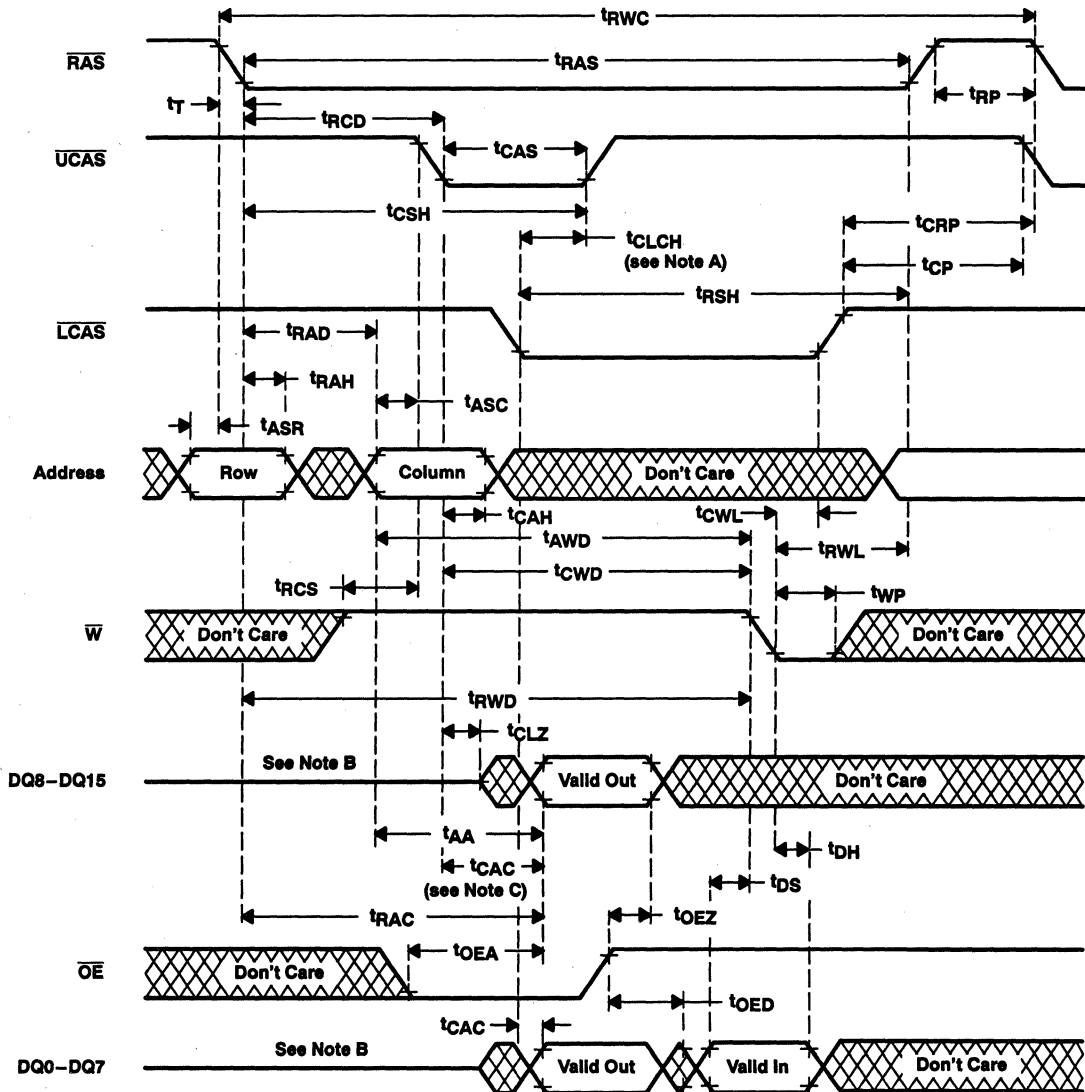 tRWC
RAS
tRAS
tT
tRP
tRCD
UCAS
tCAS
tCSH
tCRP
tCLCH
(see Note A)
tCP
tRSH
LCAS
tRAD
tRAH
tASC
tASR
Address
Row
Column
Don't Care
tCAH
tCWL
tAWD
tRWL
tCWD
tRCS
tWP
W
Don't Care
Don't Care
tRWD
tCLZ
DQ8–DQ15
See Note B
Valid Out
Don't Care
tAA
tDH
tCAC
(see Note C)
tDS
tRAC
tOEZ
tOEA
OE
Don't Care
tOED
tCAC
DQ0–DQ7
See Note B
Valid Out
Valid In
Don't Care